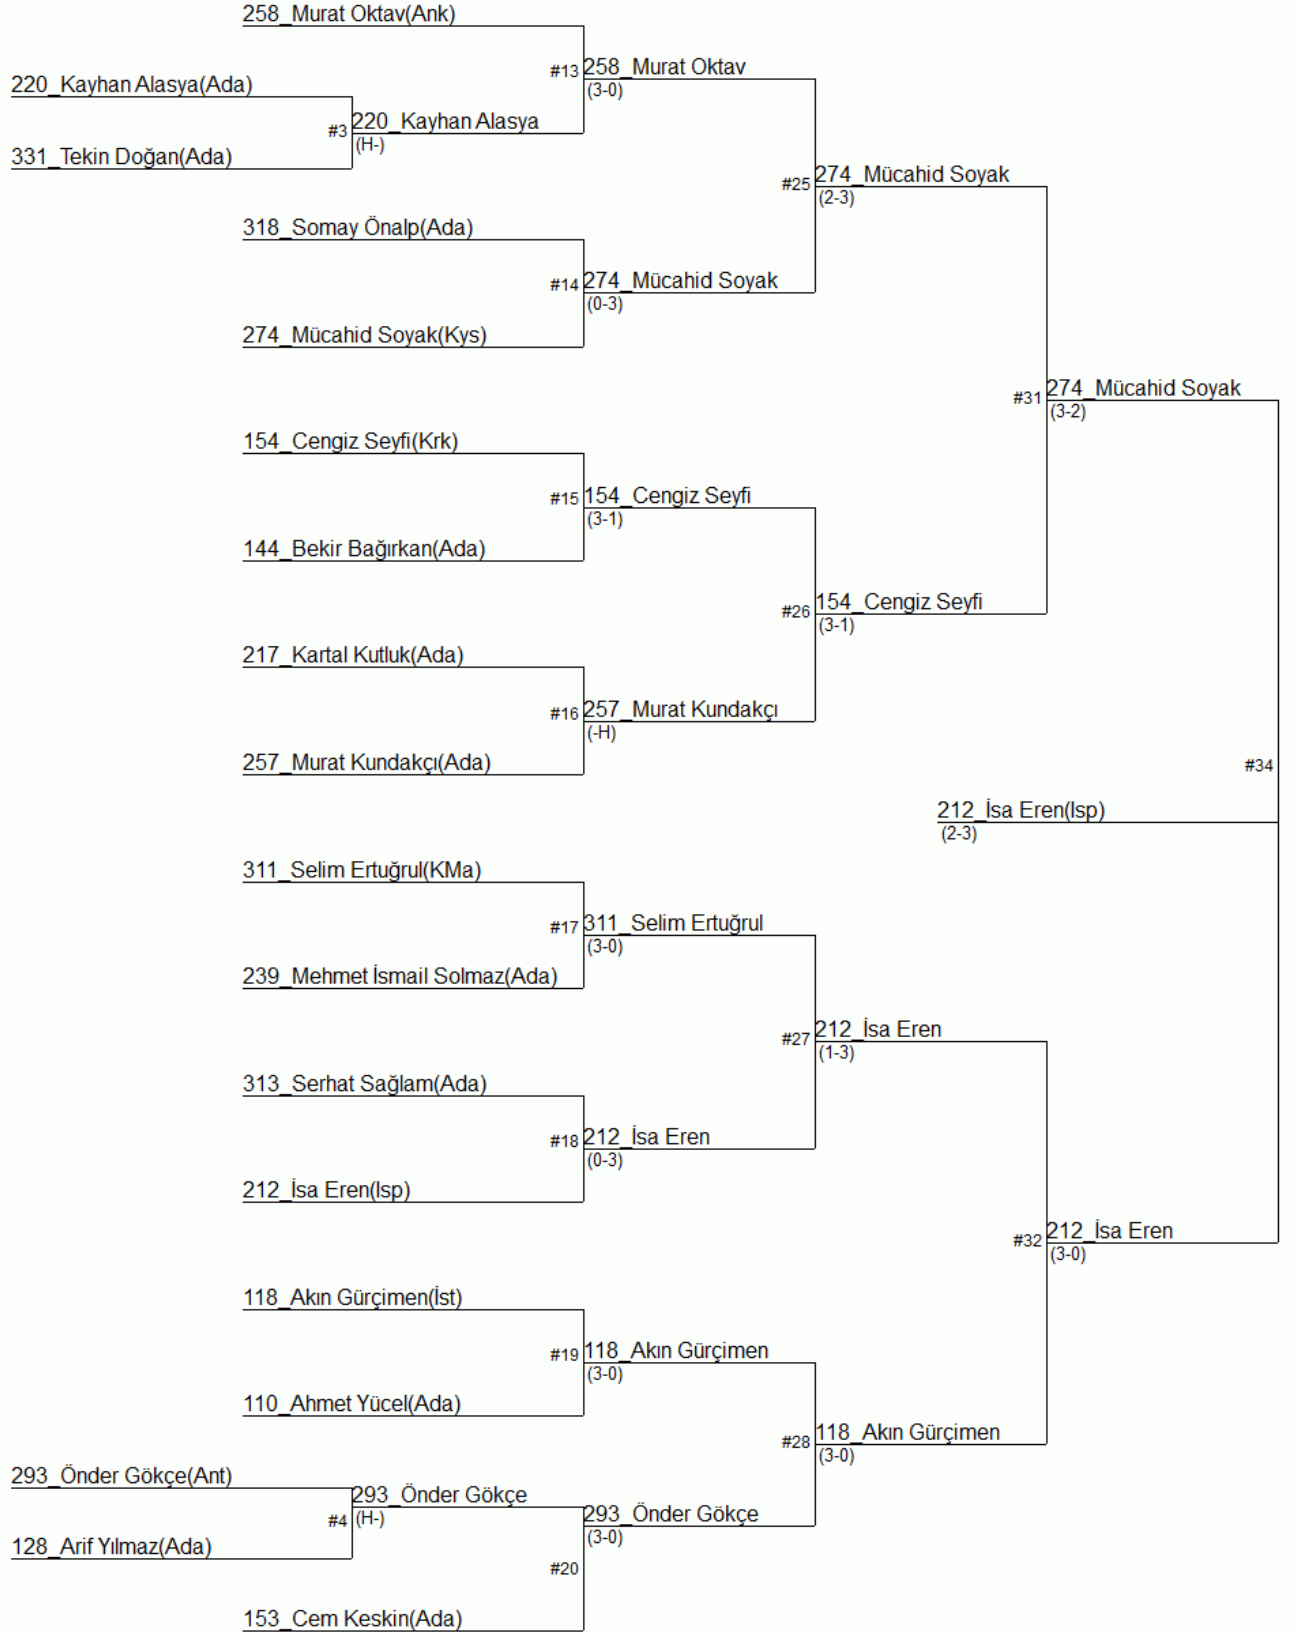 258_Murat Oktav(Ank)
#13 258_Murat Oktav
(3-0)
220_Kayhan Alasya(Ada)
#3 220_Kayhan Alasya
(H-)
331_Tekin Doğan(Ada)
#25 274_Mücahid Soyak
(2-3)
318_Somay Önalp(Ada)
#14 274_Mücahid Soyak
(0-3)
274_Mücahid Soyak(Kys)
#31 274_Mücahid Soyak
(3-2)
154_Cengiz Seyfi(Krk)
#15 154_Cengiz Seyfi
(3-1)
144_Bekir Bağırkan(Ada)
#26 154_Cengiz Seyfi
(3-1)
217_Kartal Kutluk(Ada)
#16 257_Murat Kundakçı
(-H)
257_Murat Kundakçı(Ada)
#34
212_İsa Eren(Isp)
(2-3)
311_Selim Ertuğrul(KMa)
#17 311_Selim Ertuğrul
(3-0)
239_Mehmet İsmail Solmaz(Ada)
#27 212_İsa Eren
(1-3)
313_Serhat Sağlam(Ada)
#18 212_İsa Eren
(0-3)
212_İsa Eren(Isp)
#32 212_İsa Eren
(3-0)
118_Akın Gürçimen(İst)
#19 118_Akın Gürçimen
(3-0)
110_Ahmet Yücel(Ada)
#28 118_Akın Gürçimen
(3-0)
293_Önder Gökçe(Ant)
#4 293_Önder Gökçe
(H-)
293_Önder Gökçe
(3-0)
128_Arif Yılmaz(Ada)
#20
153_Cem Keskin(Ada)